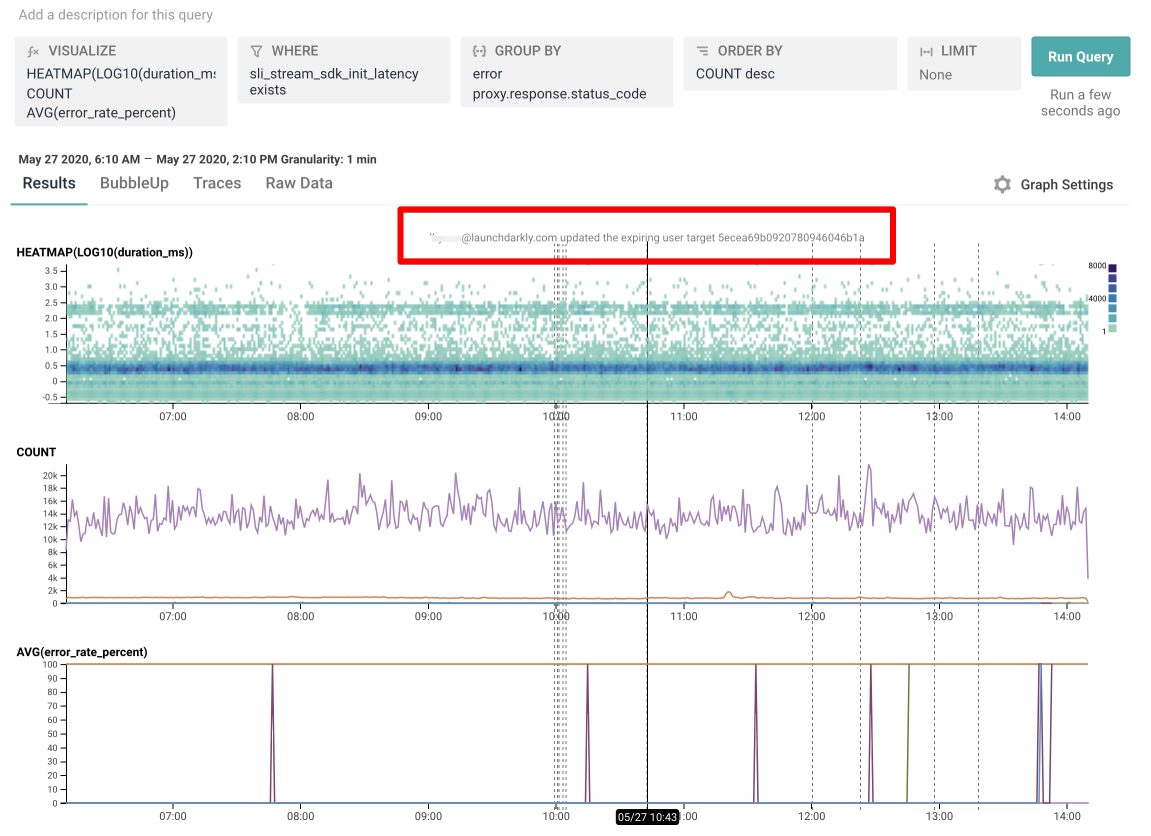 Add a description for this query
VISUALIZE
HEATMAP(LOG10(duration_ms
COUNT
AVG(error_rate_percent)
WHERE
sli_stream_sdk_init_latency
exists
GROUP BY
error
proxy.response.status_code
ORDER BY
COUNT desc
LIMIT
None
Run Query
Run a few
seconds ago
May 27 2020, 6:10 AM – May 27 2020, 2:10 PM Granularity: 1 min
Results BubbleUp Traces Raw Data
Graph Settings
@launchdarkly.com updated the expiring user target 5ecea69b0920780946046b1a
HEATMAP(LOG10(duration_ms))
3.5
3.0
2.5
2.0
1.5
1.0
0.5
0
-0.5
8000
4000
1
07:00 08:00 09:00 10:00 11:00 12:00 13:00 14:00
COUNT
20k
18k
16k
14k
12k
10k
8k
6k
4k
2k
0
07:00 08:00 09:00 10:00 11:00 12:00 13:00 14:00
AVG(error_rate_percent)
100
90
80
70
60
50
40
30
20
10
0
07:00 08:00 09:00 10:00 05/27 10:43 :00 12:00 13:00 14:00